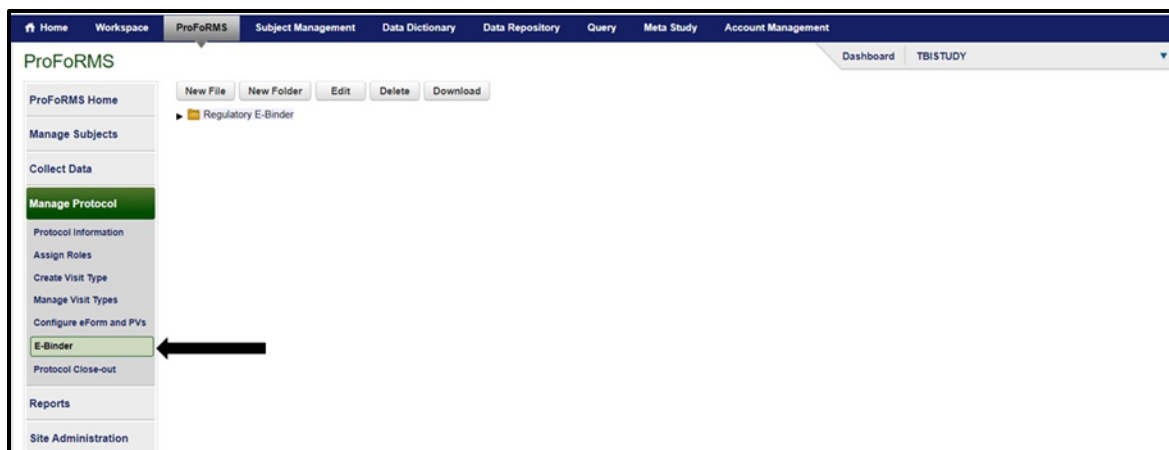 Home Workspace ProFoRMS Subject Management Data Dictionary Data Repository Query Meta Study Account Management
Dashboard TBISTUDY
ProFoRMS
ProFoRMS Home
Manage Subjects
Collect Data
Manage Protocol
Protocol Information
Assign Roles
Create Visit Type
Manage Visit Types
Configure eForm and PVs
E-Binder
Protocol Close-out
Reports
Site Administration
New File New Folder Edit Delete Download
Regulatory E-Binder